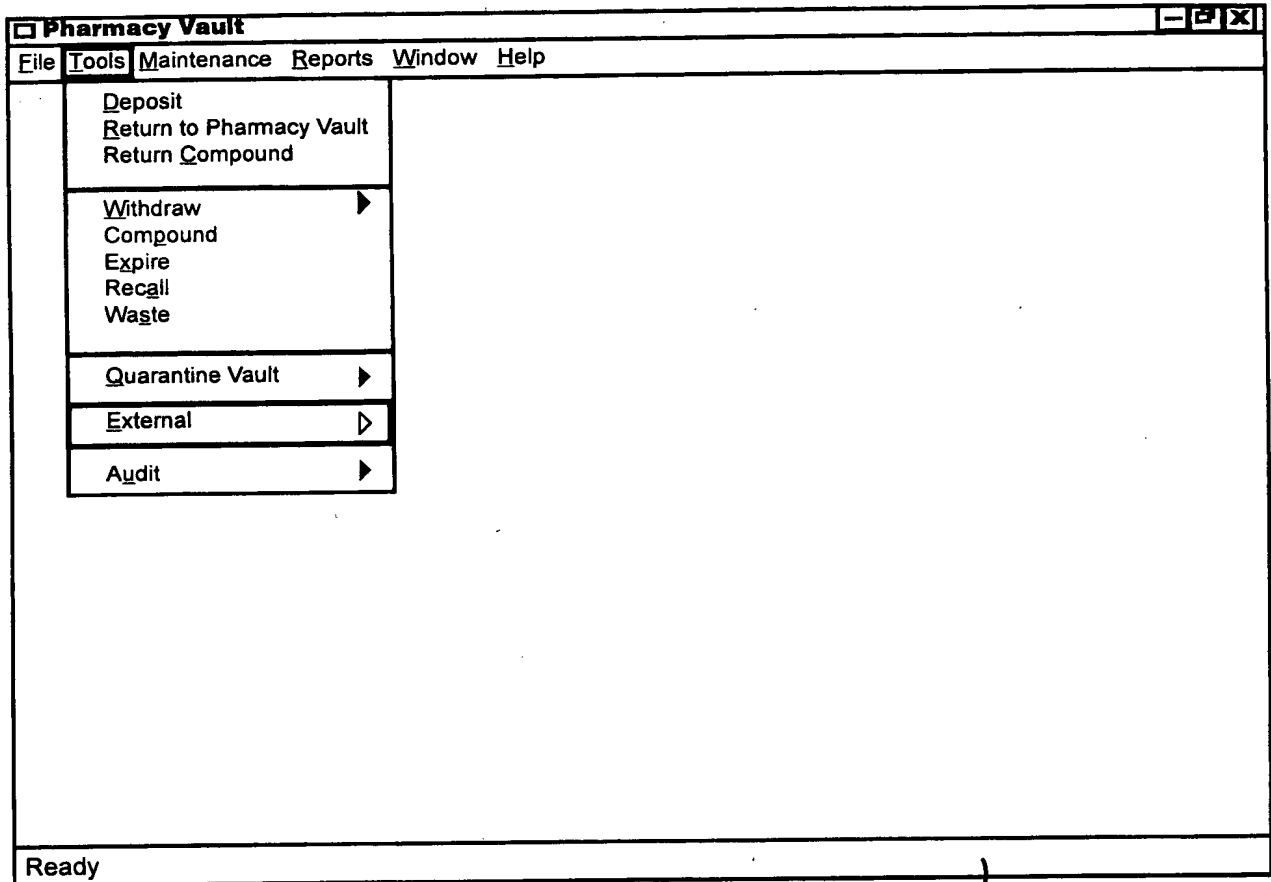 Pharmacy Vault
File Tools Maintenance Reports Window Help
Deposit
Return to Pharmacy Vault
Return Compound
Withdraw
Compound
Expire
Recall
Waste
Quarantine Vault
External
Audit
Ready